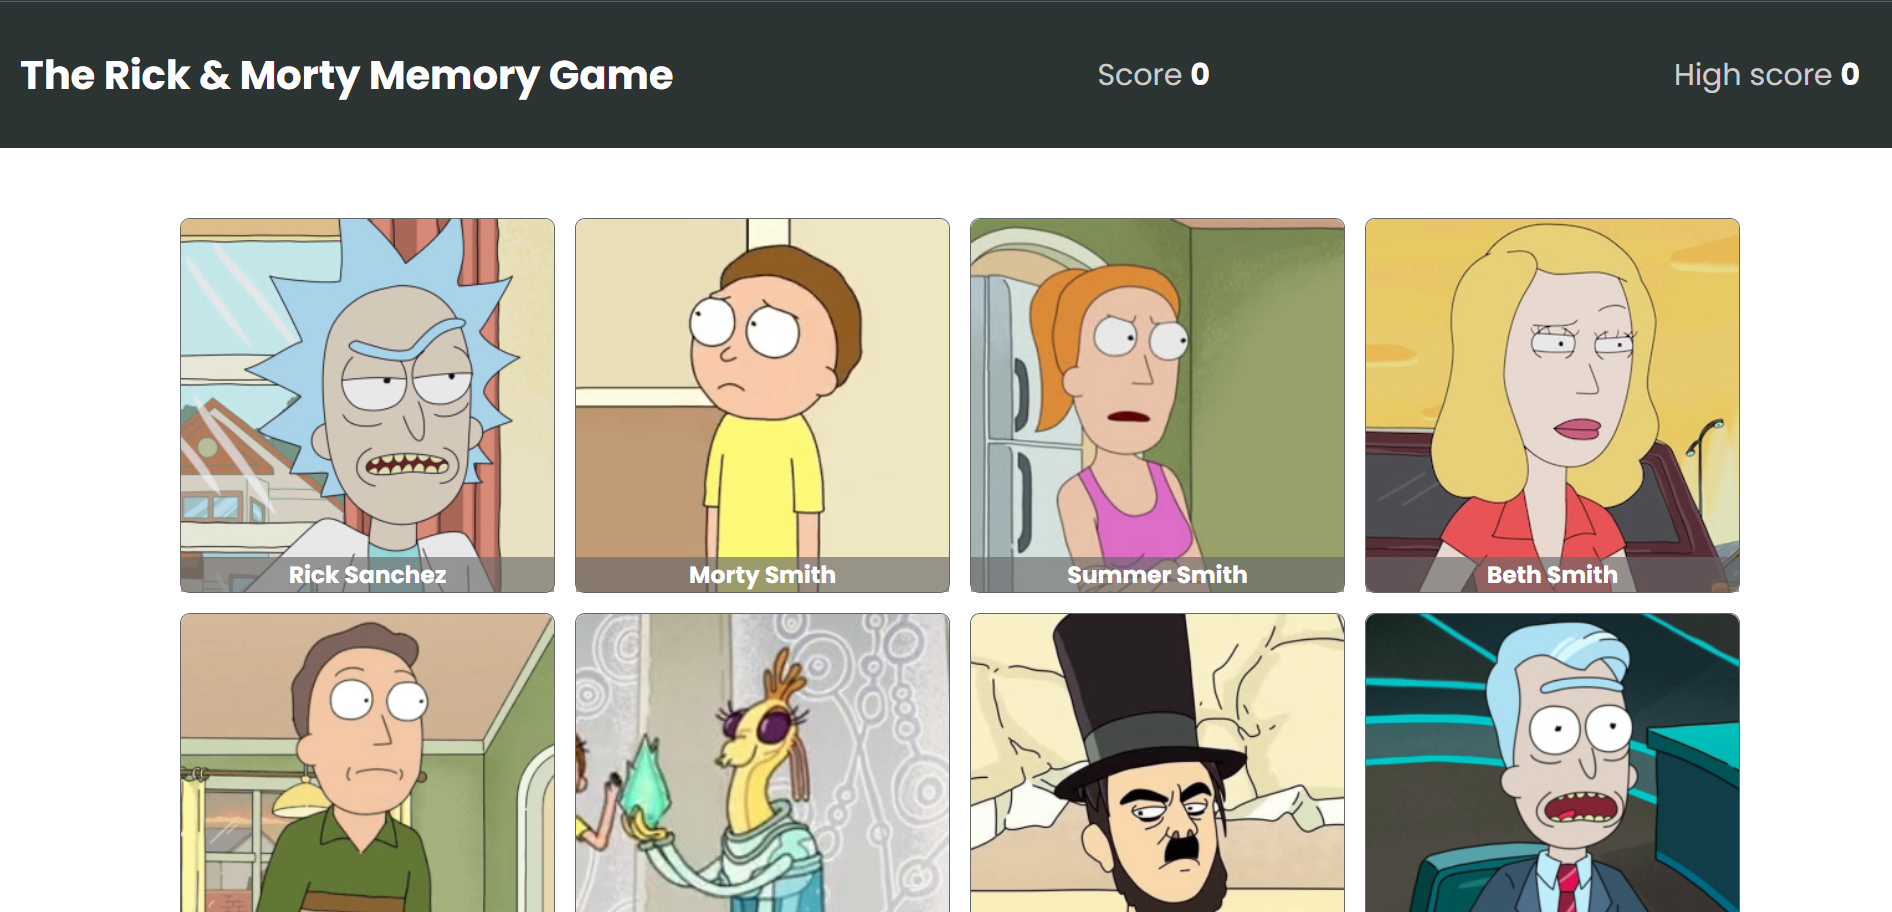 The Rick & Morty Memory Game
Score 0
High score 0
Rick Sanchez
Morty Smith
Summer Smith
Beth Smith